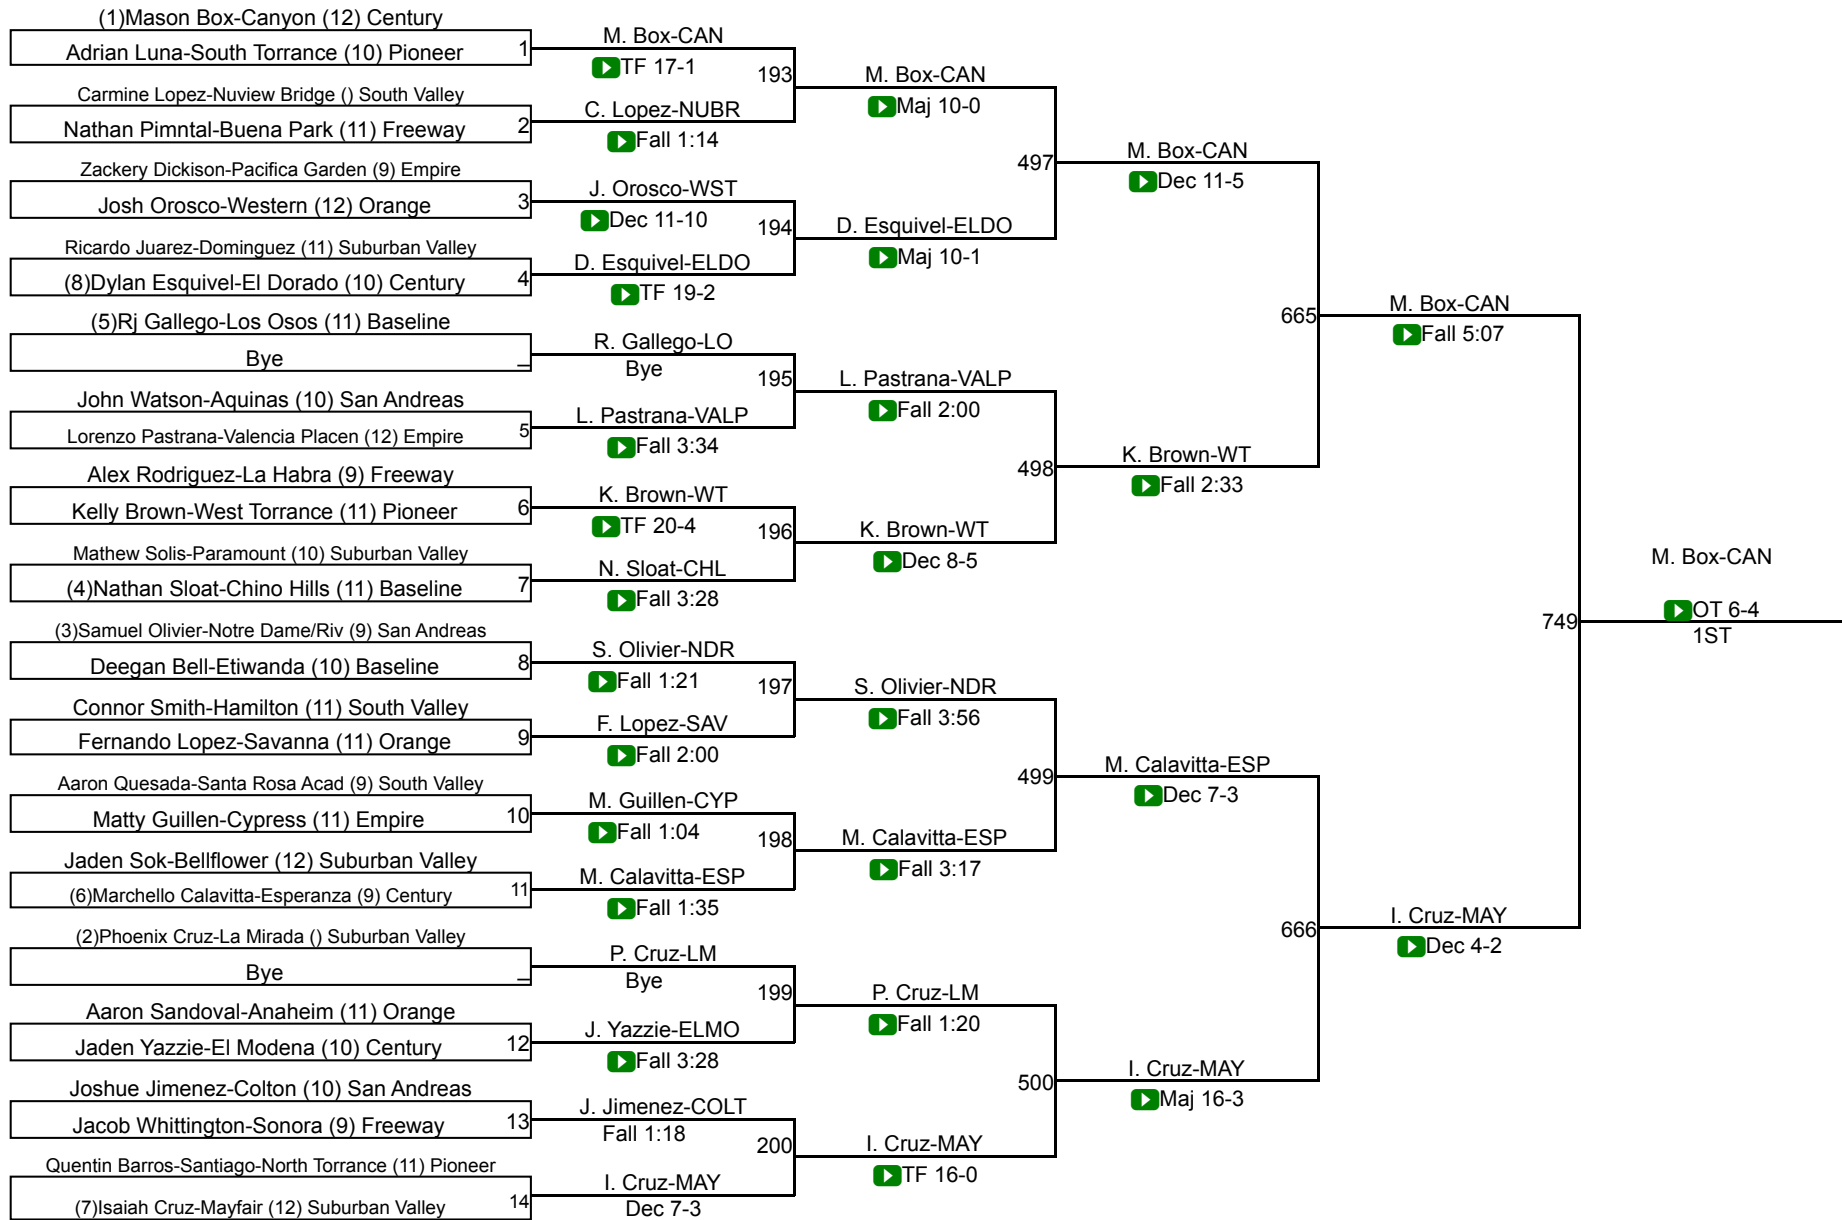 (1)Mason Box-Canyon (12) Century
Adrian Luna-South Torrance (10) Pioneer 1
Carmine Lopez-Nuview Bridge () South Valley
Nathan Pimntal-Buena Park (11) Freeway 2
Zackery Dickison-Pacifica Garden (9) Empire
Josh Orosco-Western (12) Orange 3
Ricardo Juarez-Dominguez (11) Suburban Valley
(8)Dylan Esquivel-El Dorado (10) Century 4
(5)Rj Gallego-Los Osos (11) Baseline
Bye _
John Watson-Aquinas (10) San Andreas
Lorenzo Pastrana-Valencia Placen (12) Empire 5
Alex Rodriguez-La Habra (9) Freeway
Kelly Brown-West Torrance (11) Pioneer 6
Mathew Solis-Paramount (10) Suburban Valley
(4)Nathan Sloat-Chino Hills (11) Baseline 7
(3)Samuel Olivier-Notre Dame/Riv (9) San Andreas
Deegan Bell-Etiwanda (10) Baseline 8
Connor Smith-Hamilton (11) South Valley
Fernando Lopez-Savanna (11) Orange 9
Aaron Quesada-Santa Rosa Acad (9) South Valley
Matty Guillen-Cypress (11) Empire 10
Jaden Sok-Bellflower (12) Suburban Valley
(6)Marchello Calavitta-Esperanza (9) Century 11
(2)Phoenix Cruz-La Mirada () Suburban Valley
Bye _
Aaron Sandoval-Anaheim (11) Orange
Jaden Yazzie-El Modena (10) Century 12
Joshue Jimenez-Colton (10) San Andreas
Jacob Whittington-Sonora (9) Freeway 13
Quentin Barros-Santiago-North Torrance (11) Pioneer
(7)Isaiah Cruz-Mayfair (12) Suburban Valley 14
M. Box-CAN
TF 17-1
193
C. Lopez-NUBR
Fall 1:14
J. Orosco-WST
Dec 11-10
194
D. Esquivel-ELDO
TF 19-2
R. Gallego-LO
Bye
195
L. Pastrana-VALP
Fall 3:34
K. Brown-WT
TF 20-4
196
N. Sloat-CHL
Fall 3:28
S. Olivier-NDR
Fall 1:21
197
F. Lopez-SAV
Fall 2:00
M. Guillen-CYP
Fall 1:04
198
M. Calavitta-ESP
Fall 1:35
P. Cruz-LM
Bye
199
J. Yazzie-ELMO
Fall 3:28
J. Jimenez-COLT
Fall 1:18
200
I. Cruz-MAY
Dec 7-3
M. Box-CAN
Maj 10-0
497
D. Esquivel-ELDO
Maj 10-1
L. Pastrana-VALP
Fall 2:00
498
K. Brown-WT
Dec 8-5
S. Olivier-NDR
Fall 3:56
499
M. Calavitta-ESP
Fall 3:17
P. Cruz-LM
Fall 1:20
500
I. Cruz-MAY
TF 16-0
M. Box-CAN
Dec 11-5
665
K. Brown-WT
Fall 2:33
M. Calavitta-ESP
Dec 7-3
666
I. Cruz-MAY
Maj 16-3
M. Box-CAN
Fall 5:07
749
I. Cruz-MAY
Dec 4-2
M. Box-CAN
OT 6-4
1ST